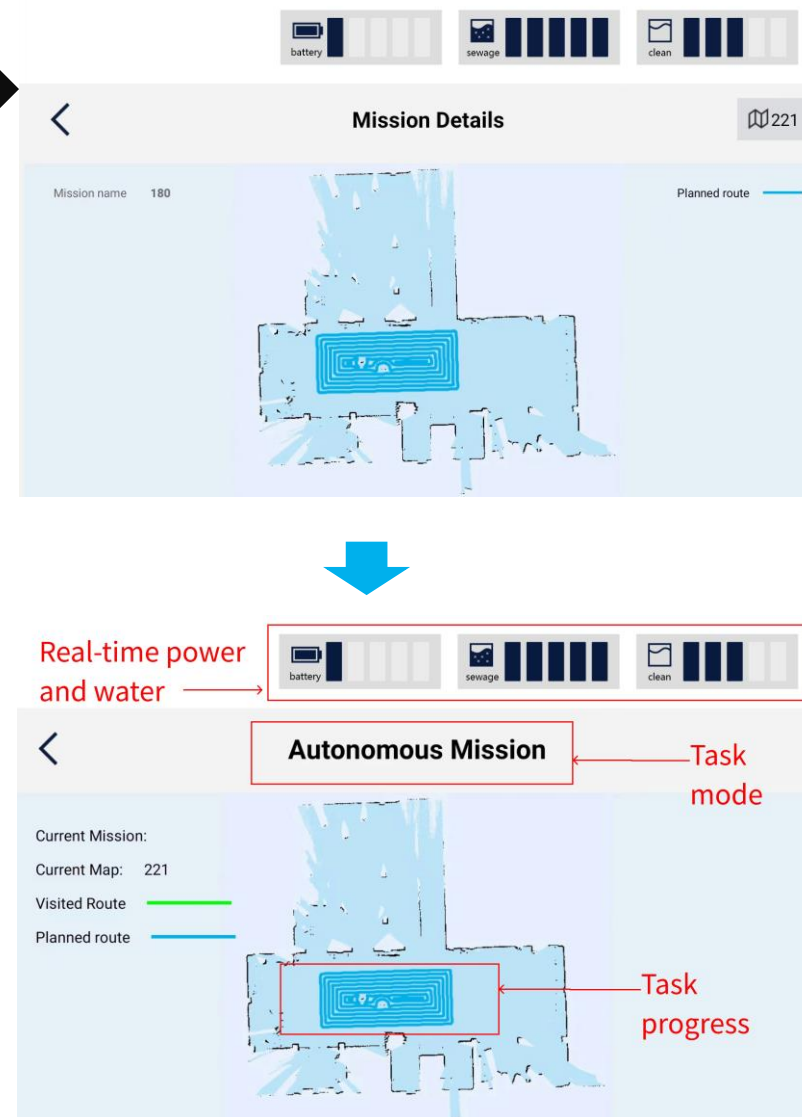 battery
sewage
clean
Mission Details
221
Mission name 180
Planned route
Real-time power
and water
battery
sewage
clean
Autonomous Mission
Task
mode
Current Mission:
Current Map: 221
Visited Route
Planned route
Task
progress